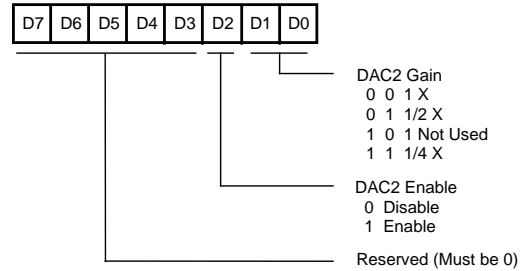 D7 D6 D5 D4 D3 D2 D1 D0
DAC2 Gain
0 0 1 X
0 1 1/2 X
1 0 1 Not Used
1 1 1/4 X
DAC2 Enable
0 Disable
1 Enable
Reserved (Must be 0)